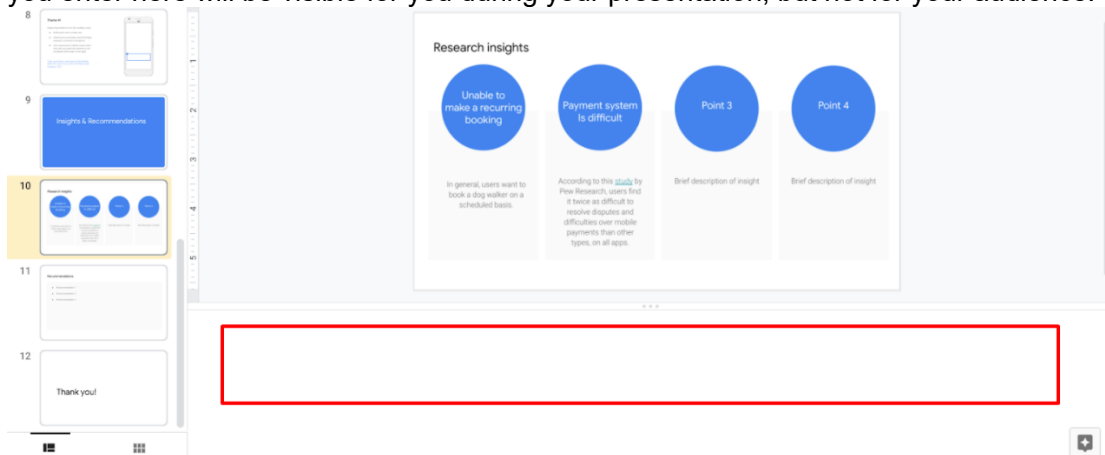 you enter here will be visible for you during your presentation, but not for your audience.
8
9
Insights & Recommendations
10
Research insights
11
Recommendations
12
Thank you!
2
3
4
5
Research insights
Unable to
make a recurring
booking
In general, users want to
book a dog walker on a
scheduled basis.
Payment system
Is difficult
According to this study by
Pew Research, users find
it twice as difficult to
resolve disputes and
difficulties over mobile
payments than other
types, on all apps.
Point 3
Brief description of insight
Point 4
Brief description of insight